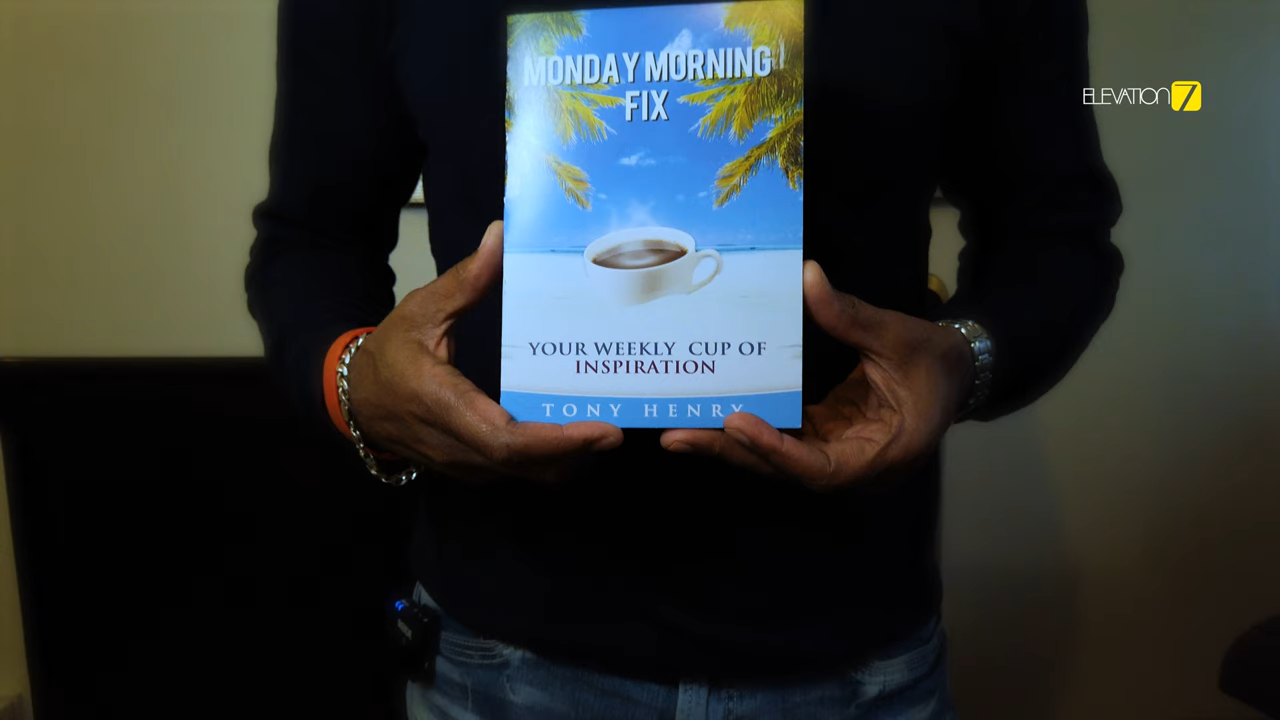 MONDAY MORNING
FIX
YOUR WEEKLY CUP OF
INSPIRATION
TONY HENRY
ELEVATION7